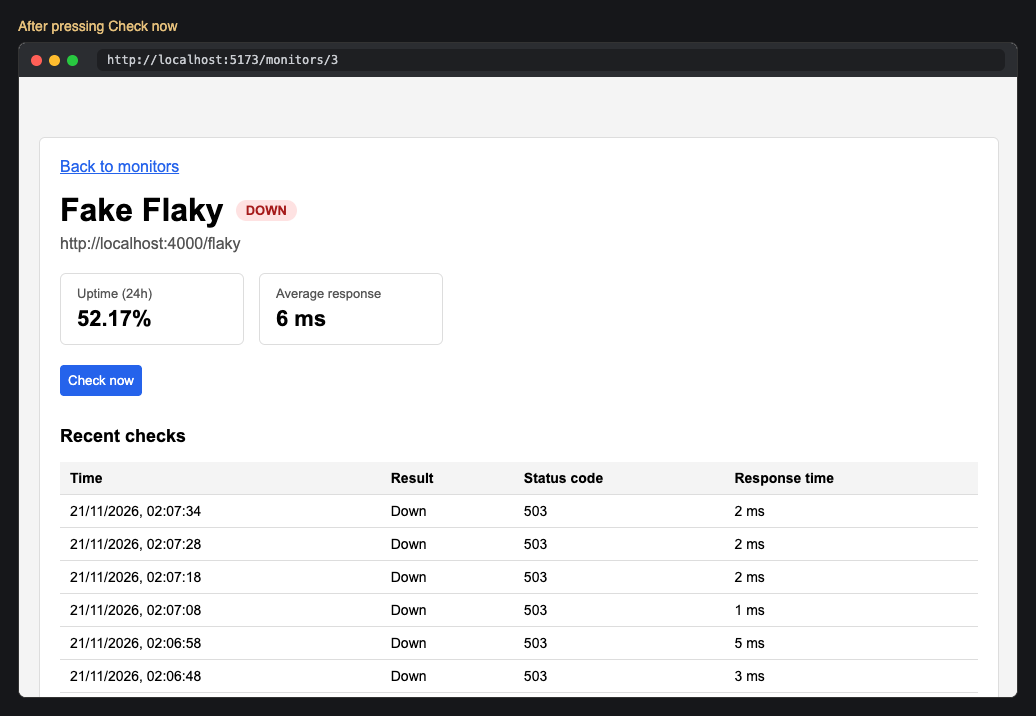 After pressing Check now
http://localhost:5173/monitors/3
Back to monitors
Fake Flaky DOWN
http://localhost:4000/flaky
Uptime (24h) Average response
52.17% 6 ms
Check now
Recent checks
Time Result Status code Response time
21/11/2026, 02:07:34 Down 503 2 ms
21/11/2026, 02:07:28 Down 503 2 ms
21/11/2026, 02:07:18 Down 503 2 ms
21/11/2026, 02:07:08 Down 503 1 ms
21/11/2026, 02:06:58 Down 503 5 ms
21/11/2026, 02:06:48 Down 503 3 ms